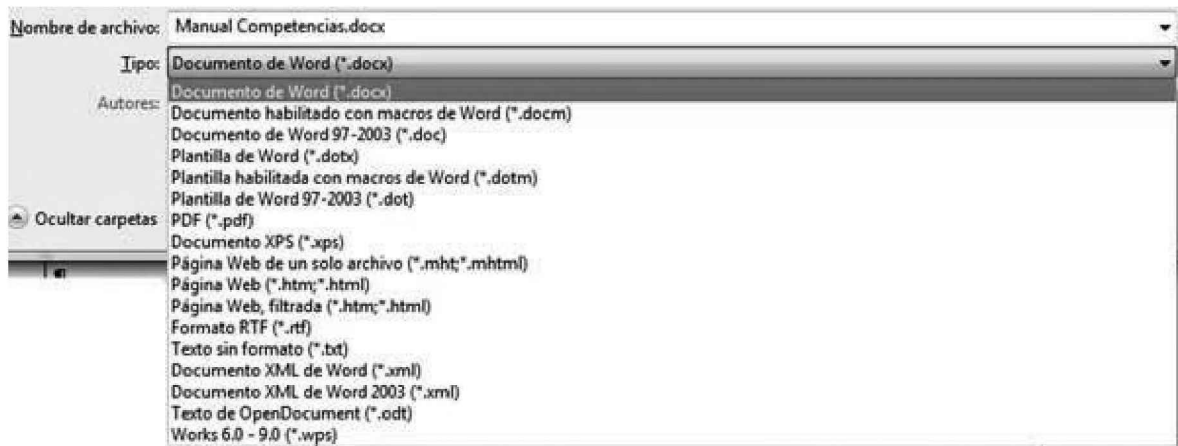 Nombre de archivo: Manual Competencias.docx
Tipo: Documento de Word (*.docx)
Autores:
Documento de Word (*.docx)
Documento habilitado con macros de Word (*.docm)
Documento de Word 97-2003 (*.doc)
Plantilla de Word (*.dotx)
Plantilla habilitada con macros de Word (*.dotm)
Plantilla de Word 97-2003 (*.dot)
Ocultar carpetas
PDF (*.pdf)
Documento XPS (*.xps)
Página Web de un solo archivo (*.mht;*.mhtml)
Página Web (*.htm;*.html)
Página Web, filtrada (*.htm;*.html)
Formato RTF (*.rtf)
Texto sin formato (*.txt)
Documento XML de Word (*.xml)
Documento XML de Word 2003 (*.xml)
Texto de OpenDocument (*.odt)
Works 6.0 - 9.0 (*.wps)